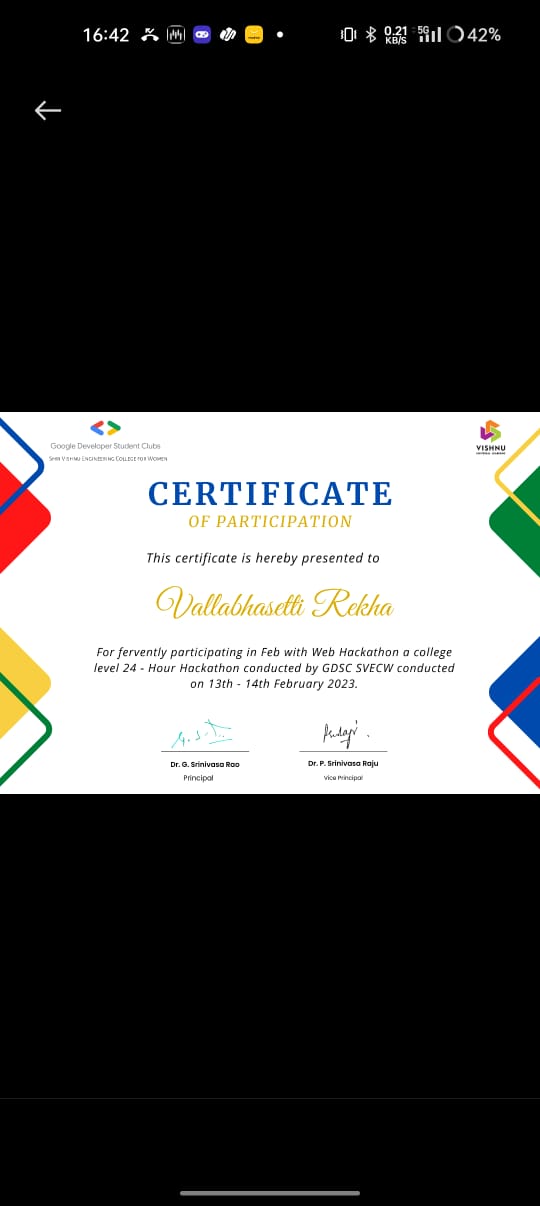 16:42
0.21 KB/S
5G
42%
Google Developer Student Clubs
Shri Vishnu Engineering College for Women
VISHNU
UNIVERSAL LEARNING
CERTIFICATE
OF PARTICIPATION
This certificate is hereby presented to
Vallabhasetti Rekha
For fervently participating in Feb with Web Hackathon a college
level 24 - Hour Hackathon conducted by GDSC SVECW conducted
on 13th - 14th February 2023.
Dr. G. Srinivasa Rao
Principal
Dr. P. Srinivasa Raju
Vice Principal